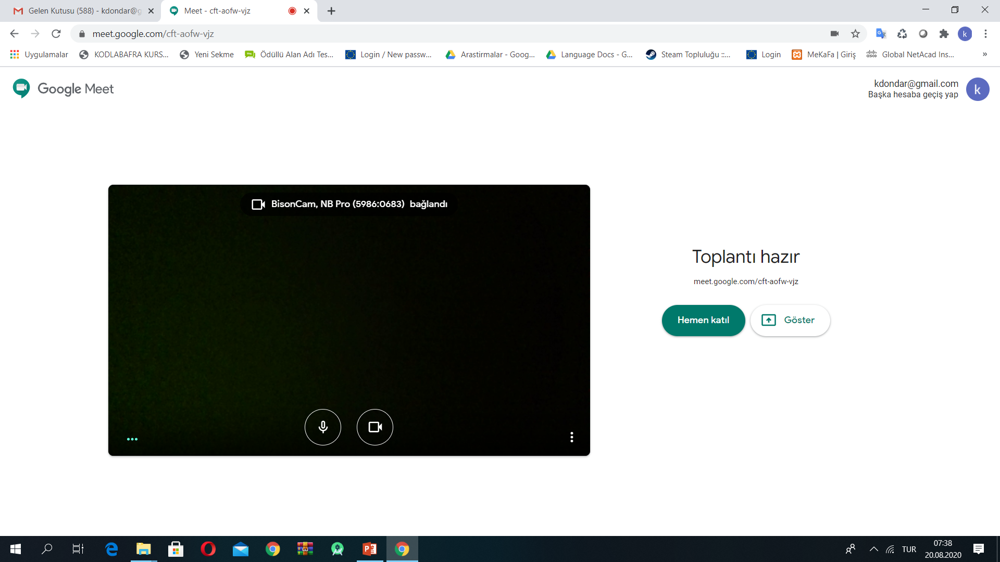 Gelen Kutusu (588) - kdondar@g
Meet - cft-aofw-vjz
meet.google.com/cft-aofw-vjz
k
Uygulamalar
KODLABAFRA KURS...
Yeni Sekme
Ödüllü Alan Adı Tes...
Login / New passw...
Arastirmalar - Goog...
Language Docs - G...
Steam Topluluğu ::...
Login
MeKaFa | Giriş
Global NetAcad Ins...
»
Google Meet
kdondar@gmail.com
Başka hesaba geçiş yap
k
BisonCam, NB Pro (5986:0683) bağlandı
Toplantı hazır
meet.google.com/cft-aofw-vjz
Hemen katıl
Göster
TUR
07:38
20.08.2020